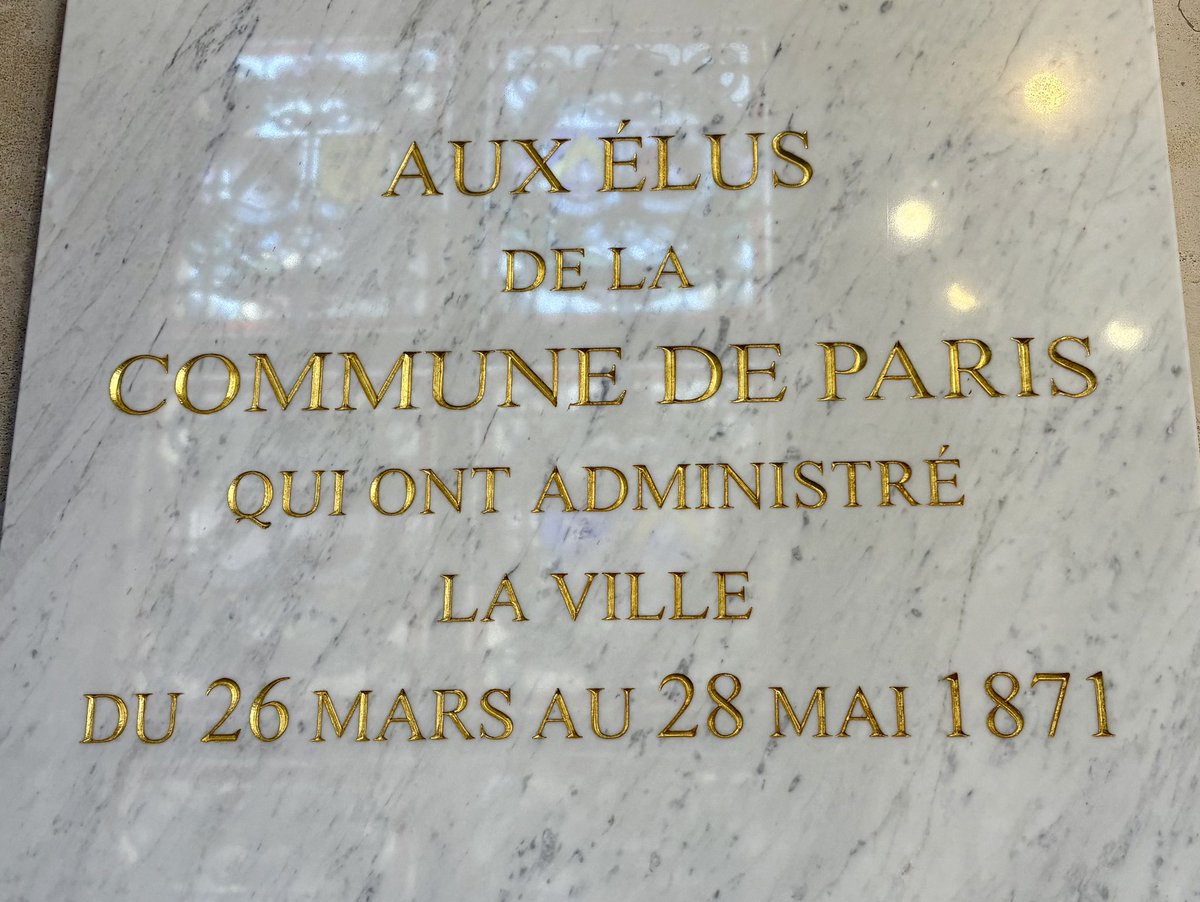 AUX ÉLUS
DE LA
COMMUNE DE PARIS
QUI ONT ADMINISTRÉ
LA VILLE
DU 26 MARS AU 28 MAI 1871